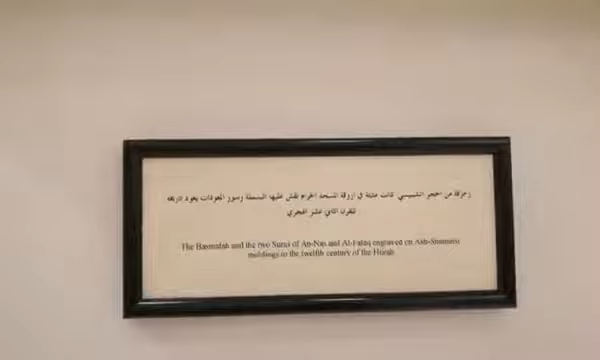 زخرفة من الحجر الشميسي كانت مثبتة في أروقة المسجد الحرام نقش عليها البسملة وسور المعوذات يعود تاريخه
للقرن الثاني عشر الهجري
The Basmalah and the two Suras of An-Nas and Al-Falaq engraved on Ash-Shumaisi
moldings in the twelfth century of the Hijrah